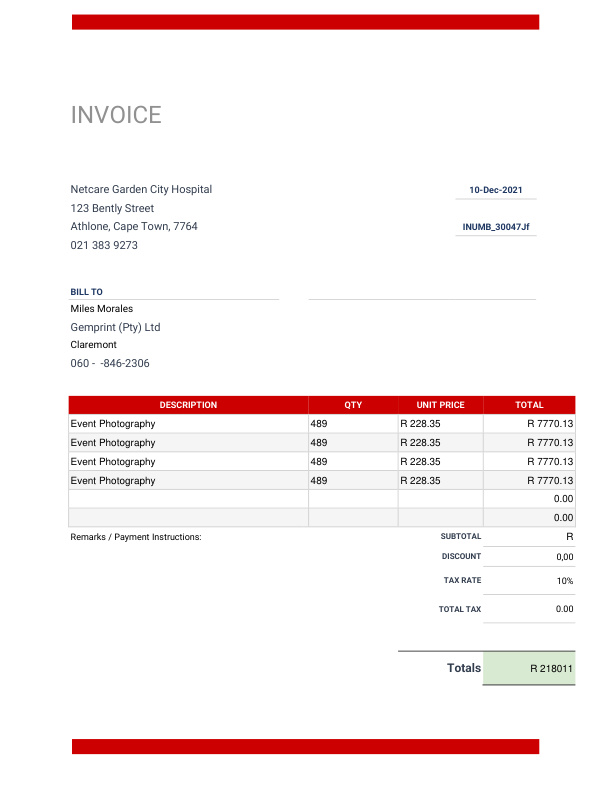 INVOICE
Netcare Garden City Hospital
10-Dec-2021
123 Bently Street
Athlone, Cape Town, 7764
INUMB_30047Jf
021 383 9273
BILL TO
Miles Morales
Gemprint (Pty) Ltd
Claremont
060 -  -846-2306
DESCRIPTION QTY UNIT PRICE TOTAL
Event Photography 489 R 228.35 R 7770.13
Event Photography 489 R 228.35 R 7770.13
Event Photography 489 R 228.35 R 7770.13
Event Photography 489 R 228.35 R 7770.13
0.00
0.00
Remarks / Payment Instructions: SUBTOTAL R
DISCOUNT 0,00
TAX RATE 10%
TOTAL TAX 0.00
Totals R 218011